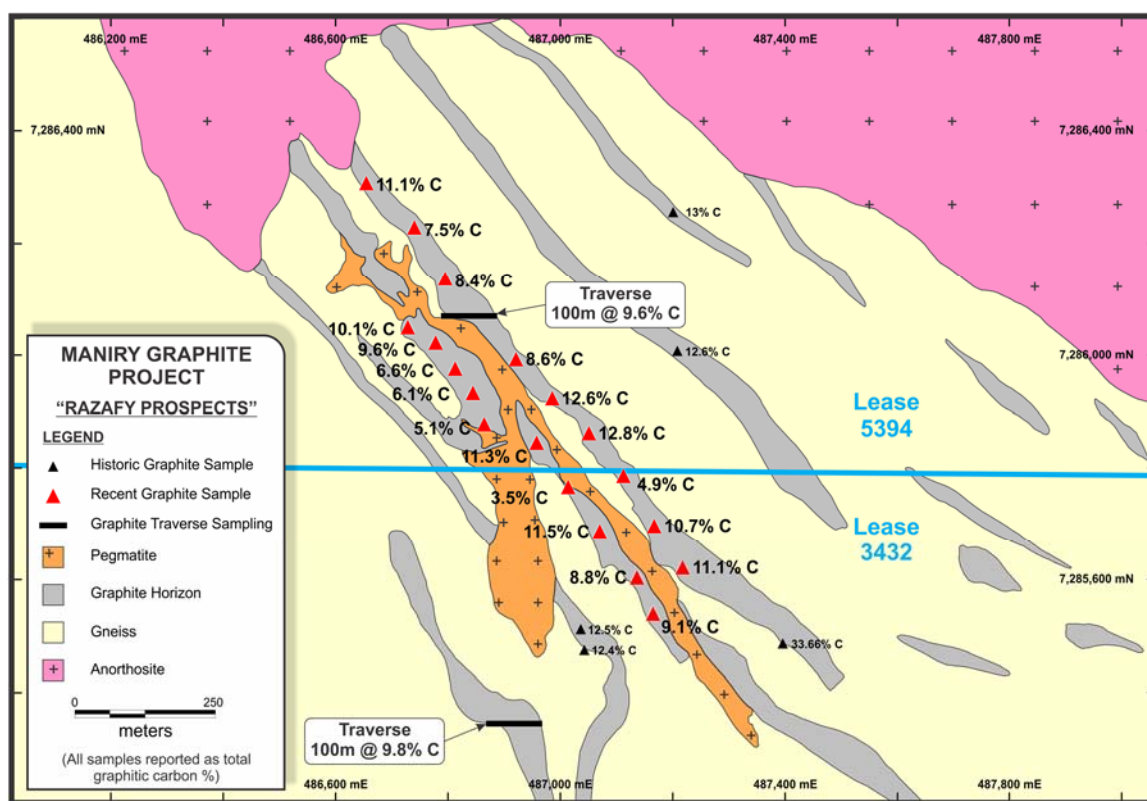 486,200 mE
486,600 mE
487,000 mE
487,400 mE
487,800 mE
7,286,400 mN
7,286,400 mN
11.1% C
13% C
7.5% C
8.4% C
Traverse
100m @ 9.6% C
10.1% C
9.6% C
6.6% C
6.1% C
5.1% C
11.3% C
3.5% C
8.6% C
12.6% C
12.6% C
7,286,000 mN
12.8% C
4.9% C
Lease
5394
Lease
3432
10.7% C
11.5% C
11.1% C
8.8% C
9.1% C
7,285,600 mN
12.5% C
12.4% C
33.66% C
Traverse
100m @ 9.8% C
MANIRY GRAPHITE
PROJECT
“RAZAFY PROSPECTS”
LEGEND
Historic Graphite Sample
Recent Graphite Sample
Graphite Traverse Sampling
Pegmatite
Graphite Horizon
Gneiss
Anorthosite
0 250
meters
(All samples reported as total
graphitic carbon %)
486,600 mE
487,000 mE
487,400 mE
487,800 mE